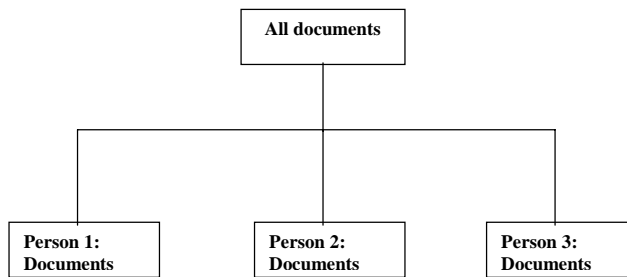 All documents
Person 1:
Documents
Person 2:
Documents
Person 3:
Documents